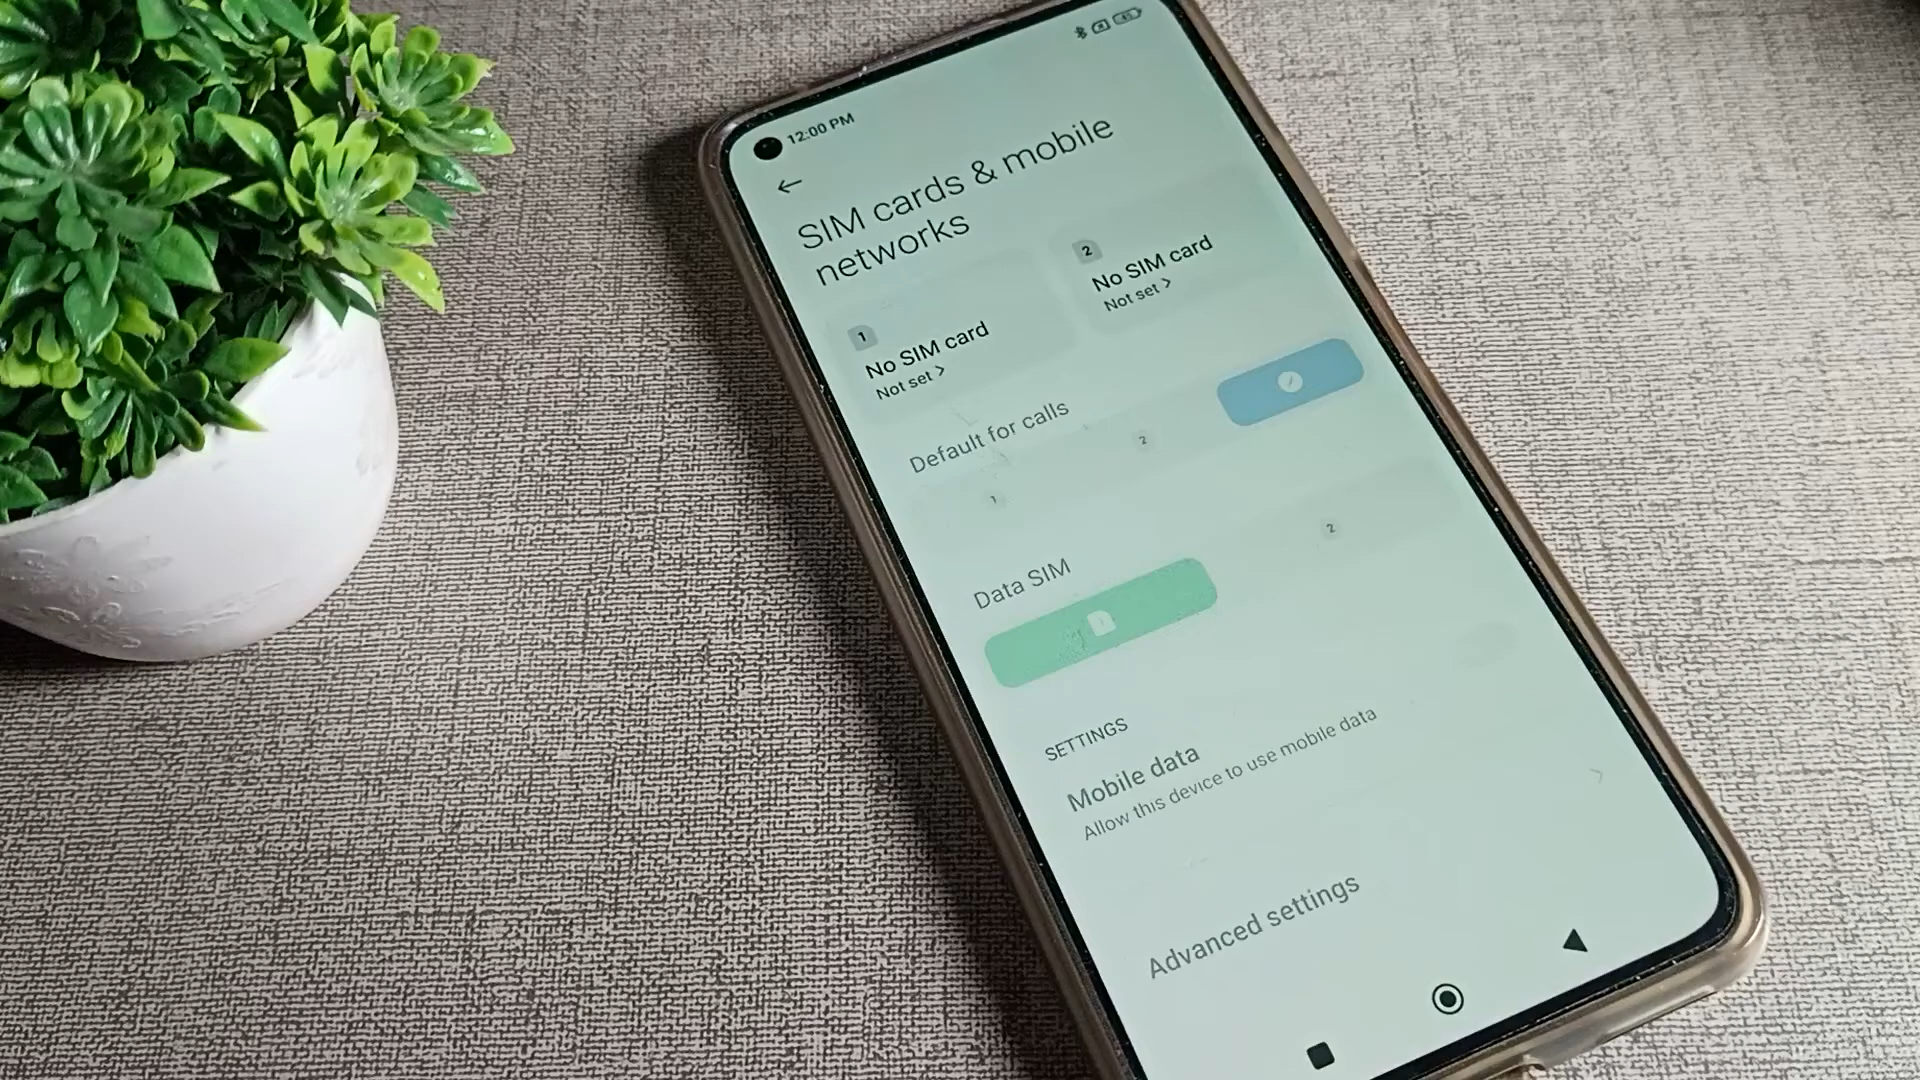 12:00 PM
SIM cards & mobile
networks
1
No SIM card
Not set >
2
No SIM card
Not set >
Default for calls
1
2
Data SIM
1
2
SETTINGS
Mobile data
Allow this device to use mobile data
Advanced settings